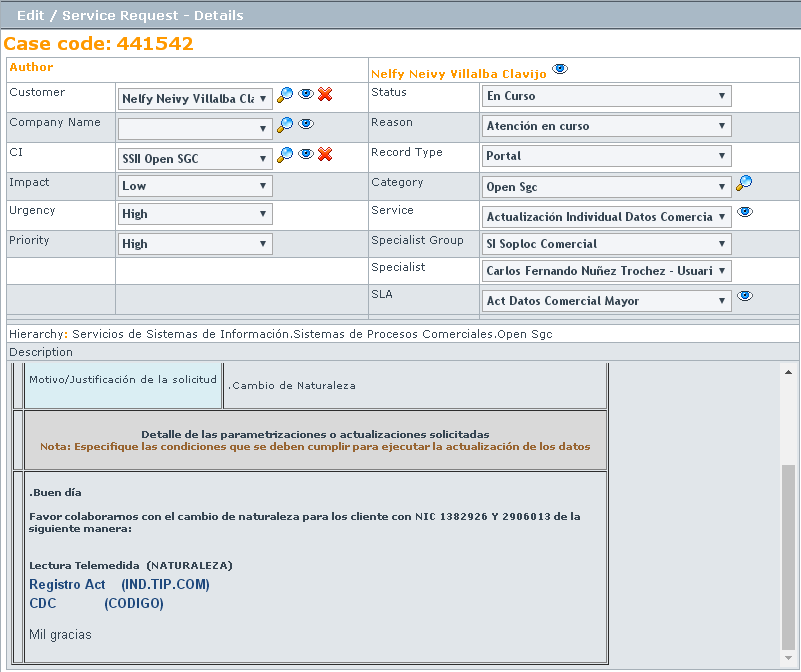 Edit / Service Request - Details
Case code: 441542
Author
Nelfy Neivy Villalba Clavijo
Customer
Nelfy Neivy Villalba Cla
Status
En Curso
Company Name
Reason
Atención en curso
CI
SSII Open SGC
Record Type
Portal
Impact
Low
Category
Open Sgc
Urgency
High
Service
Actualización Individual Datos Comercia
Priority
High
Specialist Group
SI Soploc Comercial
Specialist
Carlos Fernando Nuñez Trochez - Usuari
SLA
Act Datos Comercial Mayor
Hierarchy: Servicios de Sistemas de Información.Sistemas de Procesos Comerciales.Open Sgc
Description
Motivo/Justificación de la solicitud
.Cambio de Naturaleza
Detalle de las parametrizaciones o actualizaciones solicitadas
Nota: Especifique las condiciones que se deben cumplir para ejecutar la actualización de los datos
.Buen día
Favor colaborarnos con el cambio de naturaleza para los cliente con NIC 1382926 Y 2906013 de la
siguiente manera:
Lectura Telemedida (NATURALEZA)
Registro Act (IND.TIP.COM)
CDC (CODIGO)
Mil gracias